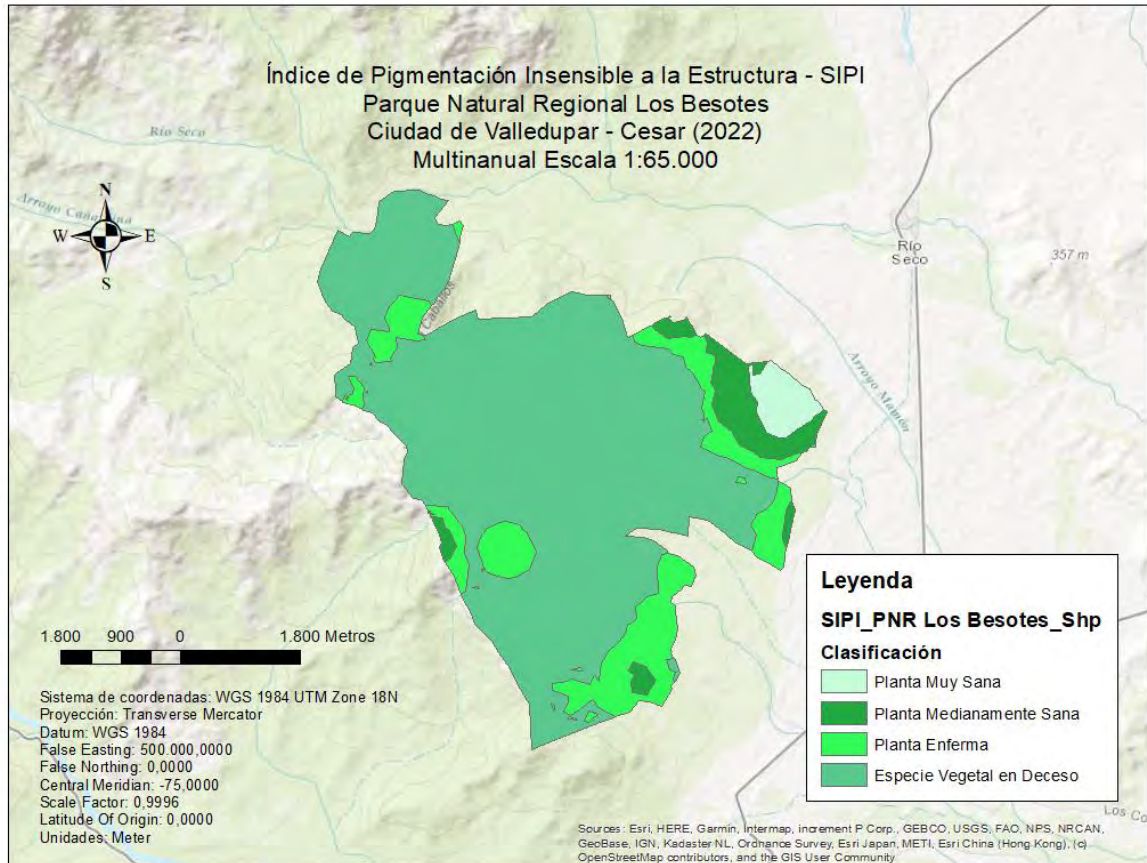 Índice de Pigmentación Insensible a la Estructura - SIPI
Parque Natural Regional Los Besotes
Ciudad de Valledupar - Cesar (2022)
Multinanual Escala 1:65.000
Río Seco
Arroyo
N
W
E
S
Caballos
Río
Seco
357 m
Arroyo Mamón
Leyenda
SIPI_PNR Los Besotes_Shp
Clasificación
Planta Muy Sana
Planta Medianamente Sana
Planta Enferma
Especie Vegetal en Deceso
1.800 900 0 1.800 Metros
Sistema de coordenadas: WGS 1984 UTM Zone 18N
Proyección: Transverse Mercator
Datum: WGS 1984
False Easting: 500.000,0000
False Northing: 0,0000
Central Meridian: -75,0000
Scale Factor: 0,9996
Latitude Of Origin: 0,0000
Unidades: Meter
Los Co
Sources: Esri, HERE, Garmin, Intermap, increment P Corp., GEBCO, USGS, FAO, NPS, NRCAN,
GeoBase, IGN, Kadaster NL, Ordnance Survey, Esri Japan, METI, Esri China (Hong Kong), (c)
OpenStreetMap contributors, and the GIS User Community